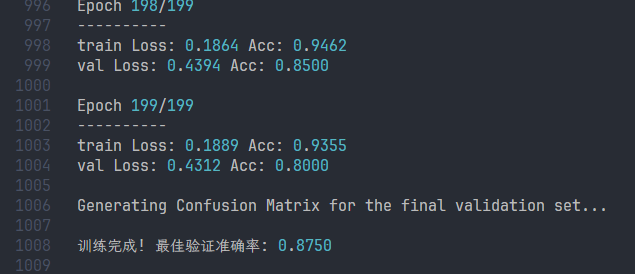 996 Epoch 198/199
997 ----------
998 train Loss: 0.1864 Acc: 0.9462
999 val Loss: 0.4394 Acc: 0.8500
1000
1001 Epoch 199/199
1002 ----------
1003 train Loss: 0.1889 Acc: 0.9355
1004 val Loss: 0.4312 Acc: 0.8000
1005
1006 Generating Confusion Matrix for the final validation set...
1007
1008 训练完成! 最佳验证准确率: 0.8750
1009